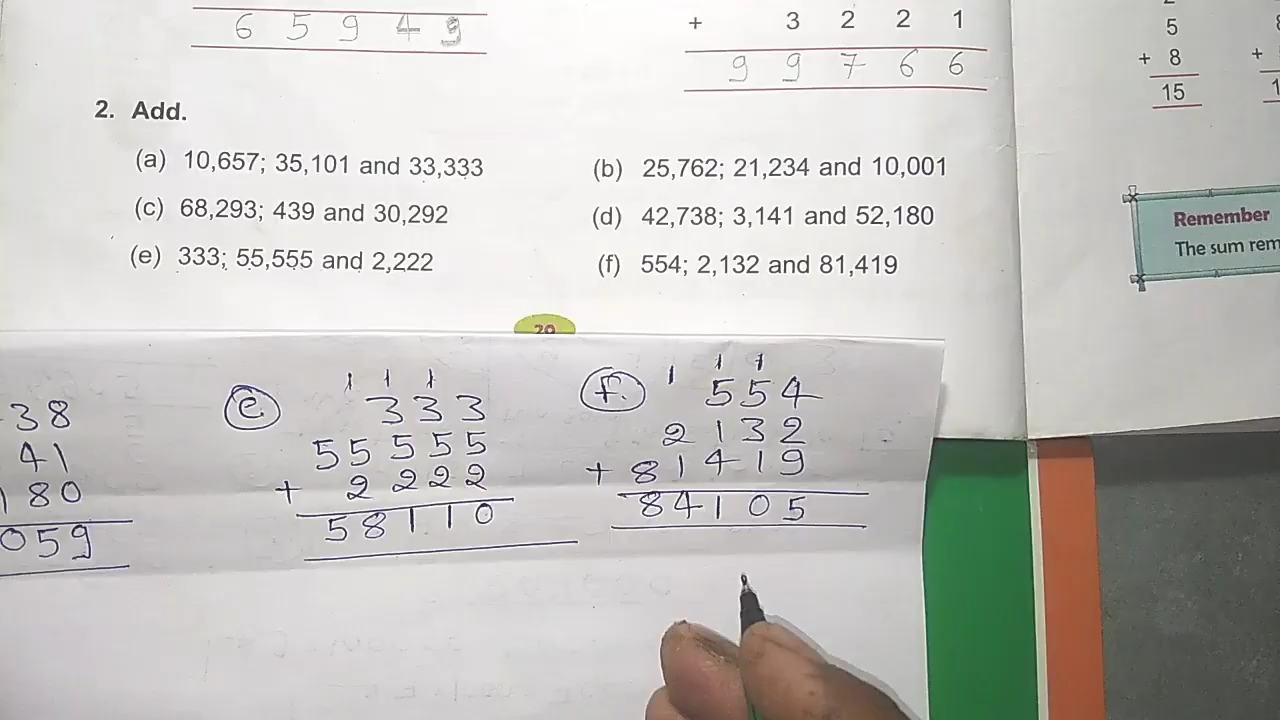 6 5 9 4 9
+ 3 2 2 1
9 9 7 6 6
2. Add.
(a) 10,657; 35,101 and 33,333
(b) 25,762; 21,234 and 10,001
(c) 68,293; 439 and 30,292
(d) 42,738; 3,141 and 52,180
(e) 333; 55,555 and 2,222
(f) 554; 2,132 and 81,419
5
+ 8
15
+
1
Remember
The sum rem
38
41
180
059
e
1 1 1
333
55555
+ 2222
58110
f.
1 1 1
554
2132
+ 81419
84105